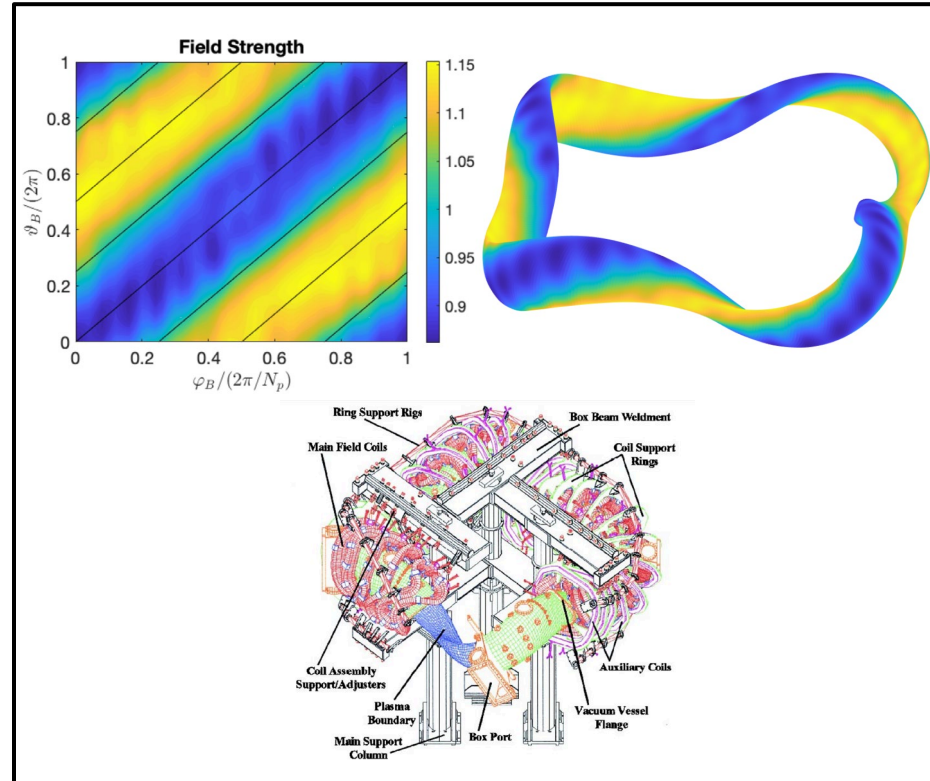 Field Strength
1
0.8
0.6
0.4
0.2
0
ϑ_B/(2π)
0
0.2
0.4
0.6
0.8
1
φ_B/(2π/N_p)
1.15
1.1
1.05
1
0.95
0.9
Ring Support Rigs
Box Beam Weldment
Main Field Coils
Coil Support
Rings
Coil Assembly
Support/Adjusters
Auxiliary Coils
Plasma
Boundary
Vacuum Vessel
Flange
Box Port
Main Support
Column